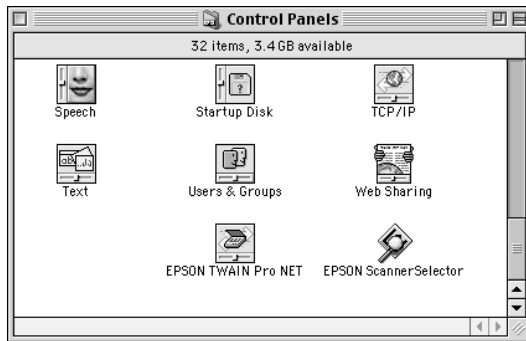 Control Panels
32 items, 3.4 GB available
Speech
Startup Disk
TCP/IP
Text
Users & Groups
Web Sharing
EPSON TWAIN Pro NET
EPSON ScannerSelector